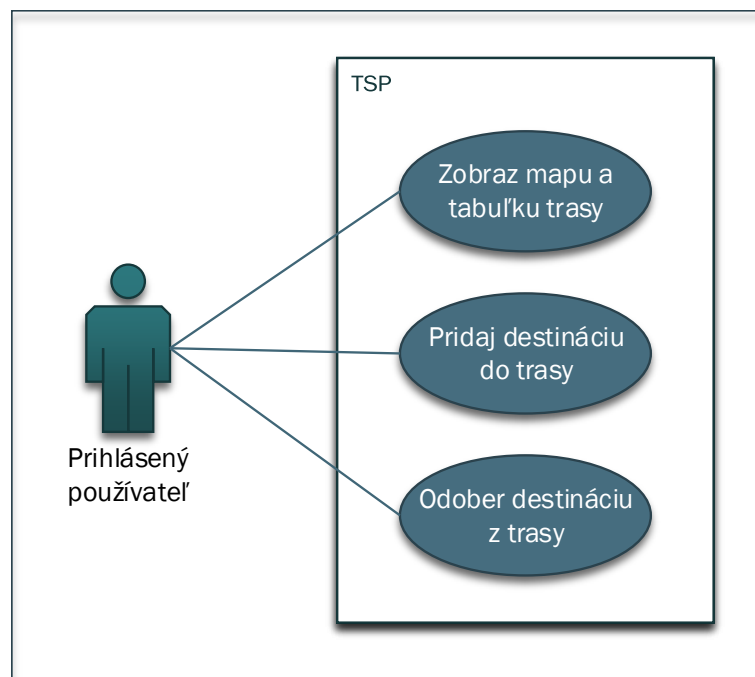 TSP
Zobraz mapu a
tabuľku trasy
Pridaj destináciu
do trasy
Prihlásený
používateľ
Odober destináciu
z trasy